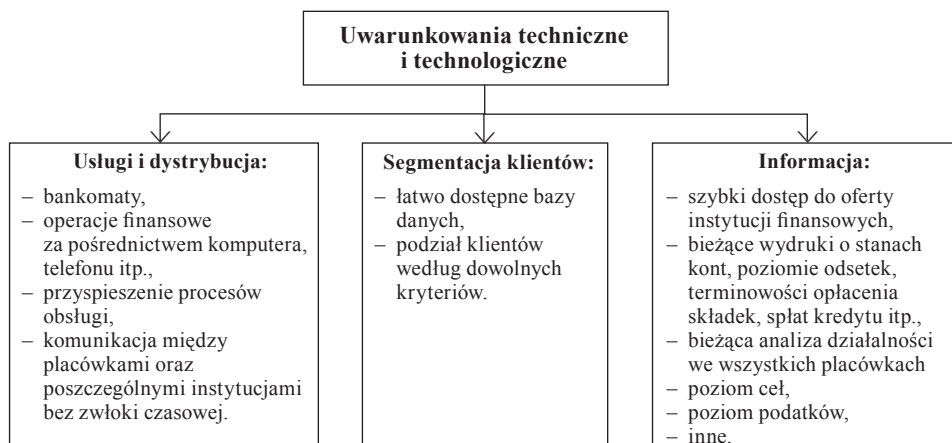 Uwarunkowania techniczne
i technologiczne
Usługi i dystrybucja:
– bankomaty,
– operacje finansowe
za pośrednictwem komputera,
telefonu itp.,
– przyspieszenie procesów
obsługi,
– komunikacja między
placówkami oraz
poszczególnymi instytucjami
bez zwłoki czasowej.
Segmentacja klientów:
– łatwo dostępne bazy
danych,
– podział klientów
według dowolnych
kryteriów.
Informacja:
– szybki dostęp do oferty
instytucji finansowych,
– bieżące wydruki o stanach
kont, poziomie odsetek,
terminowości opłacenia
składek, spłat kredytu itp.,
– bieżąca analiza działalności
we wszystkich placówkach
– poziom ceł,
– poziom podatków,
– inne.